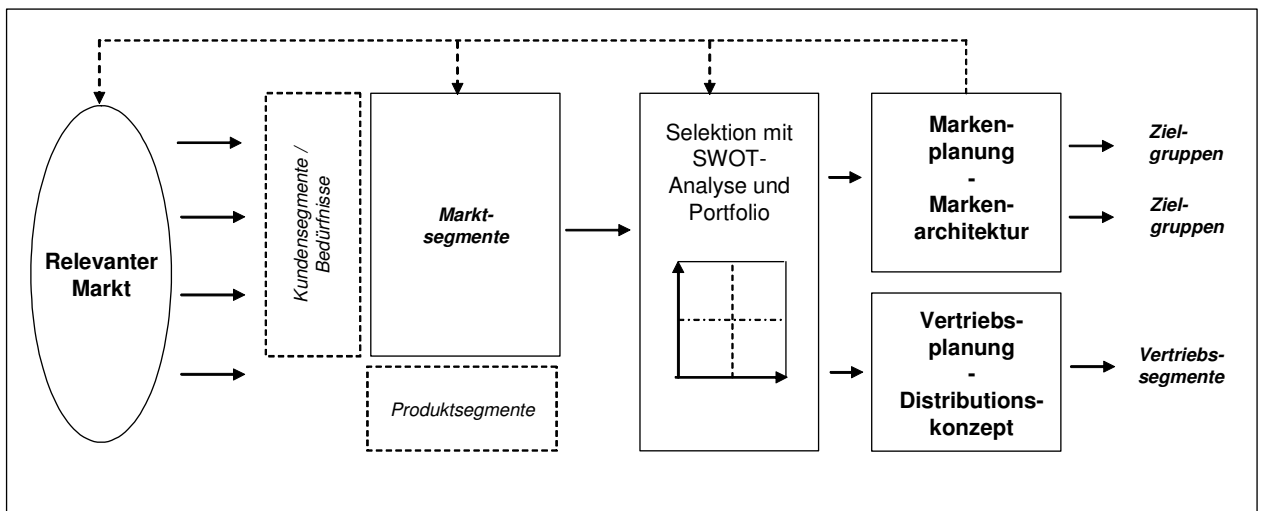 Relevanter
Markt
Kundensegmente /
Bedürfnisse
Markt-
segmente
Produktsegmente
Selektion mit
SWOT-
Analyse und
Portfolio
Marken-
planung
-
Marken-
architektur
Ziel-
gruppen
Ziel-
gruppen
Vertriebs-
planung
-
Distributions-
konzept
Vertriebs-
segmente